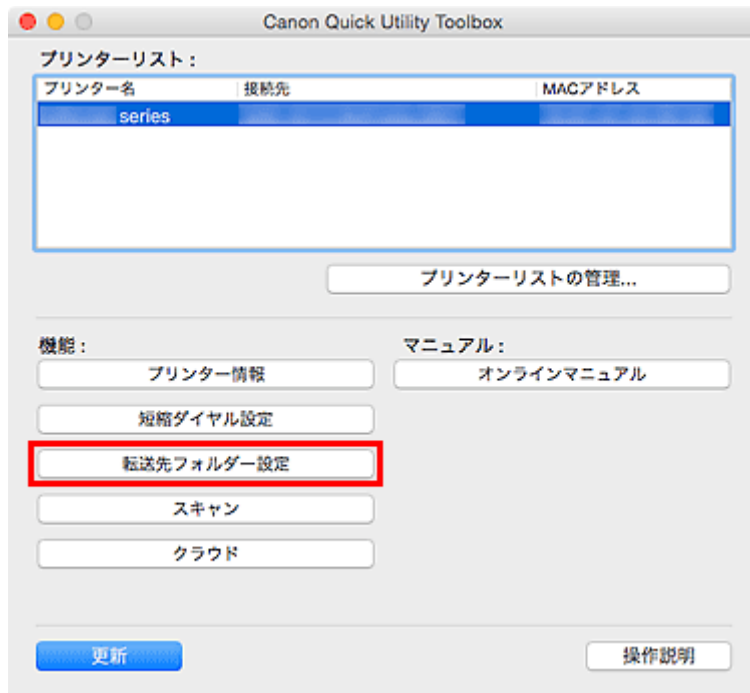 Canon Quick Utility Toolbox
プリンターリスト：
プリンター名 接続先 MACアドレス
series
プリンターリストの管理...
機能： マニュアル：
プリンター情報 オンラインマニュアル
短縮ダイヤル設定
転送先フォルダー設定
スキャン
クラウド
更新 操作説明